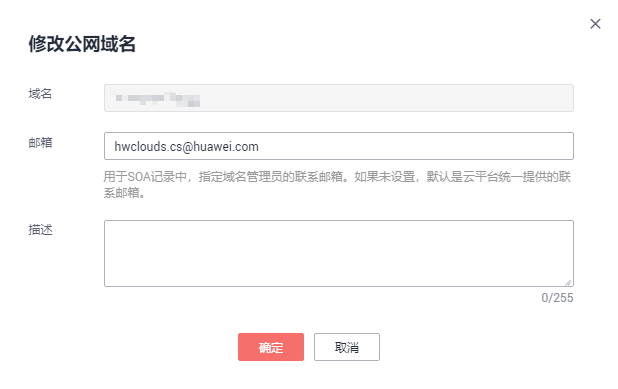 修改公网域名
域名
邮箱
hwclouds.cs@huawei.com
用于SOA记录中，指定域名管理员的联系邮箱。如果未设置，默认是云平台统一提供的联
系邮箱。
描述
0/255
确定
取消